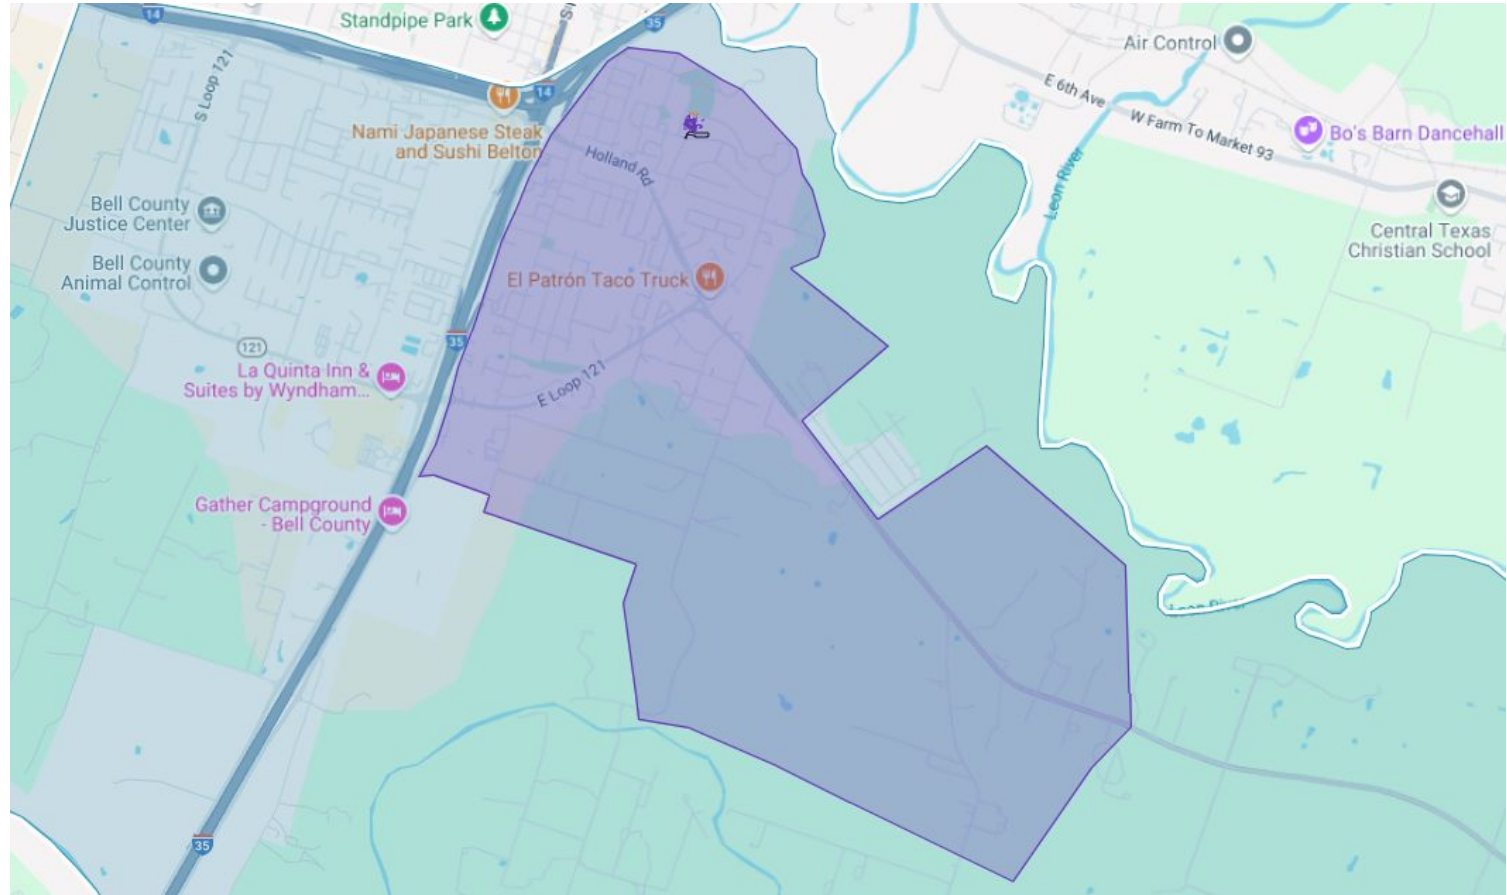 14
Standpipe Park
S
35
Air Control
S Loop 121
14
E 6th Ave
W Farm To Market 93
Bo's Barn Dancehall
Nami Japanese Steak
and Sushi Belton
Holland Rd
Leon River
Bell County
Justice Center
Central Texas
Christian School
Bell County
Animal Control
El Patrón Taco Truck
35
121
La Quinta Inn &
Suites by Wyndham...
E Loop 121
Gather Campground
- Bell County
Leon River
35